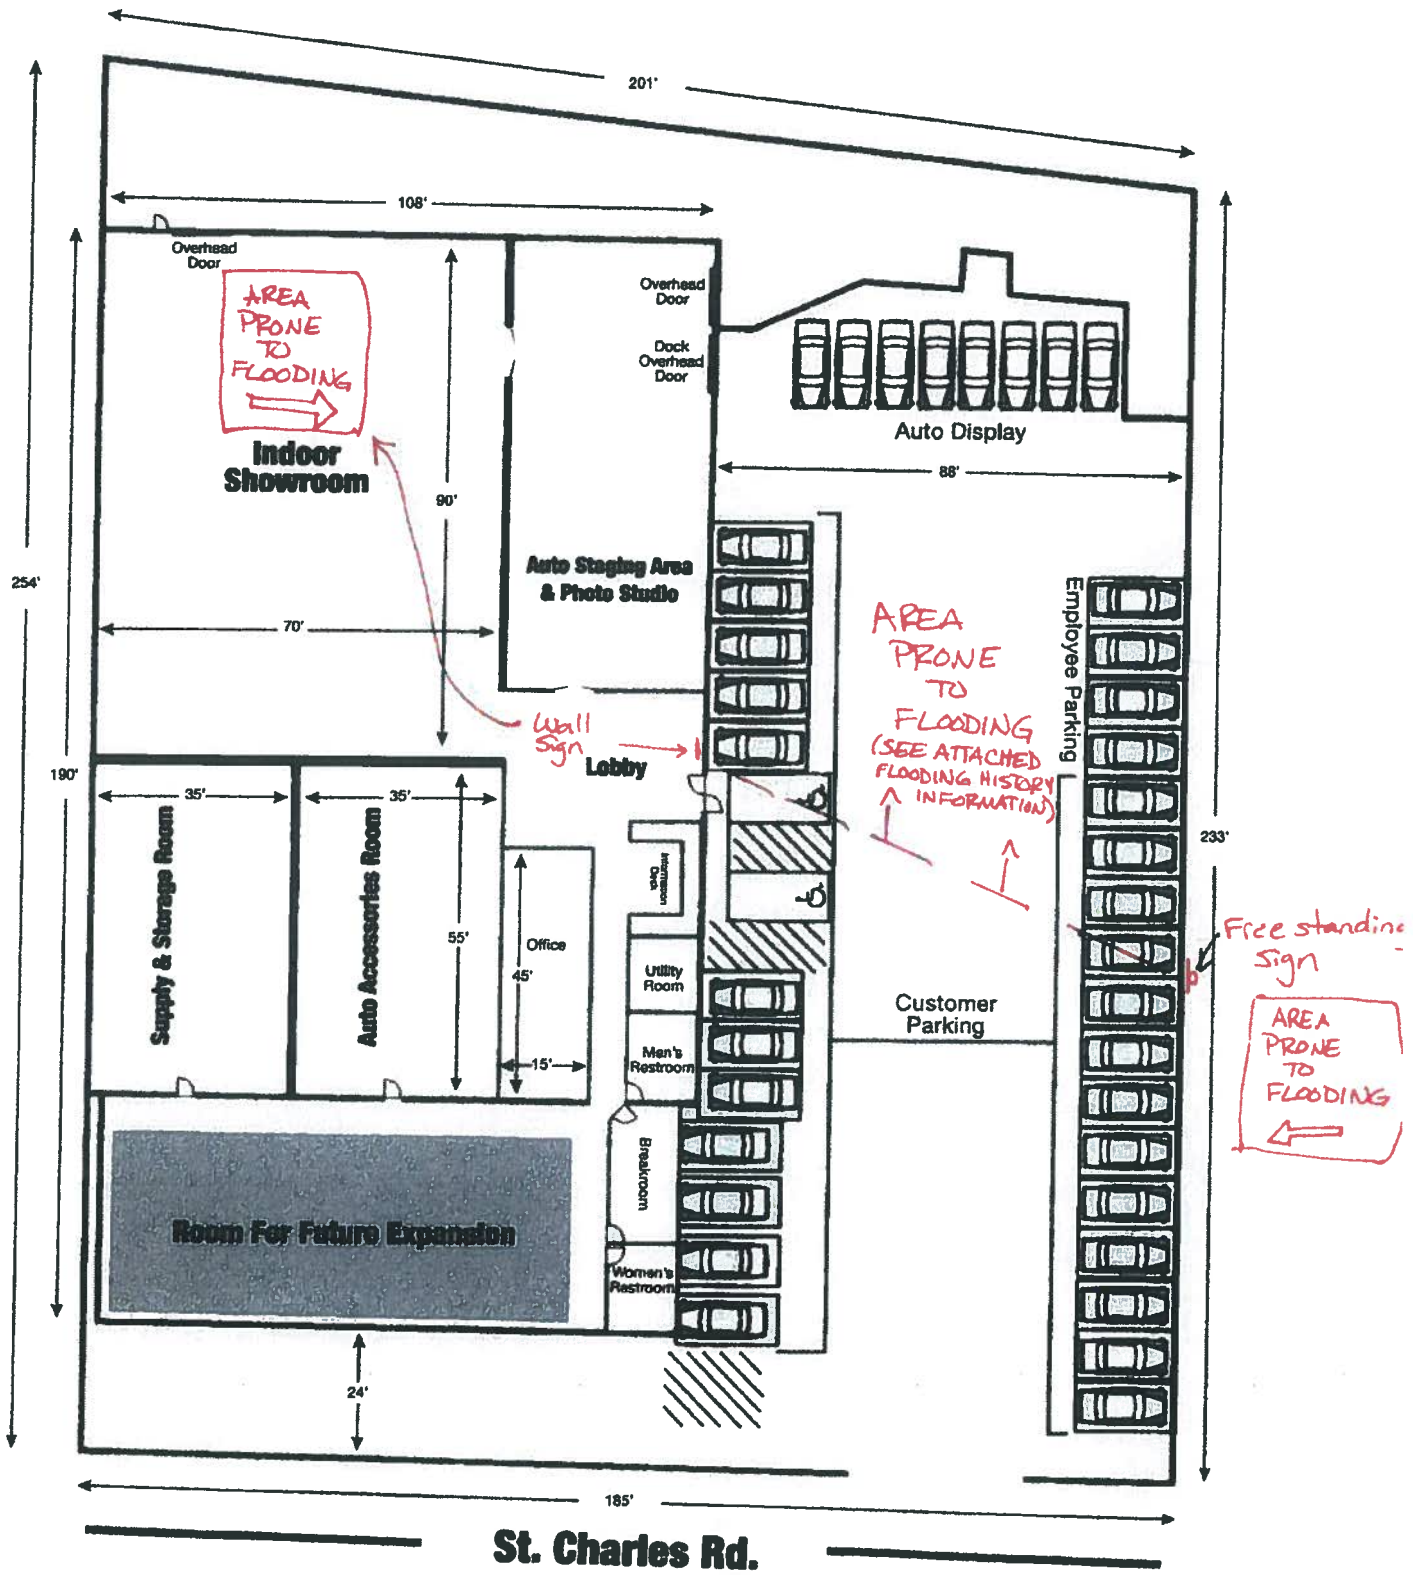 201'
108'
Overhead
Door
AREA
PRONE
TO
FLOODING
Indoor
Showroom
Overhead
Door
Dock
Overhead
Door
Auto Display
88'
90'
254'
190'
70'
Auto Staging Area
& Photo Studio
Employee Parking
AREA
PRONE
TO
FLOODING
(SEE ATTACHED
FLOODING HISTORY
INFORMATION)
Wall
Sign
Lobby
35'
35'
Supply & Storage Room
Auto Accessories Room
55'
Office
45'
15'
Information
Desk
Utility
Room
Men's
Restroom
Breakroom
Women's
Restroom
Customer
Parking
233'
Free standing
Sign
AREA
PRONE
TO
FLOODING
Room For Future Expansion
24'
185'
St. Charles Rd.